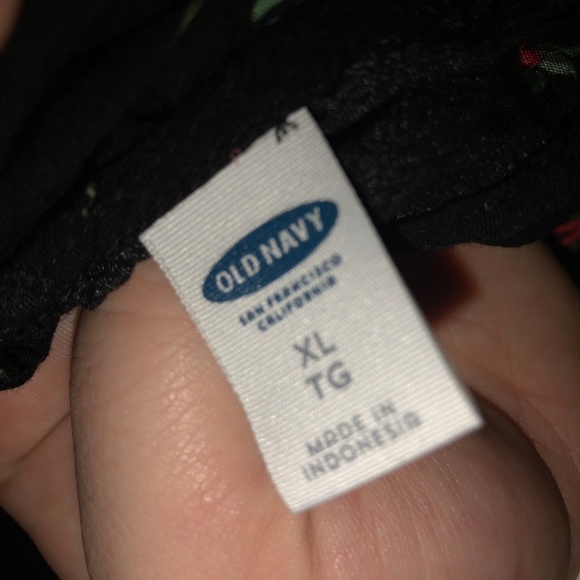 OLD NAVY
SAN FRANCISCO
CALIFORNIA
XL
TG
MADE IN
INDONESIA